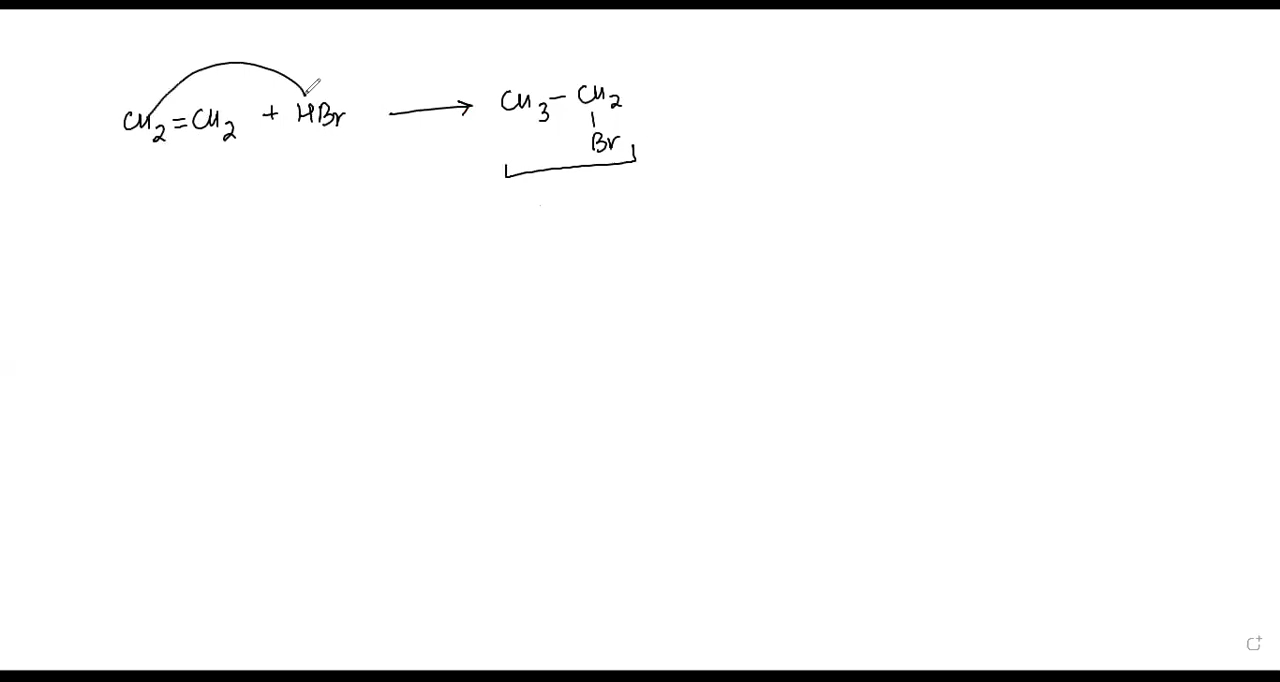 CH2=CH2 + HBr ⟶ CH3–CH2
|
Br